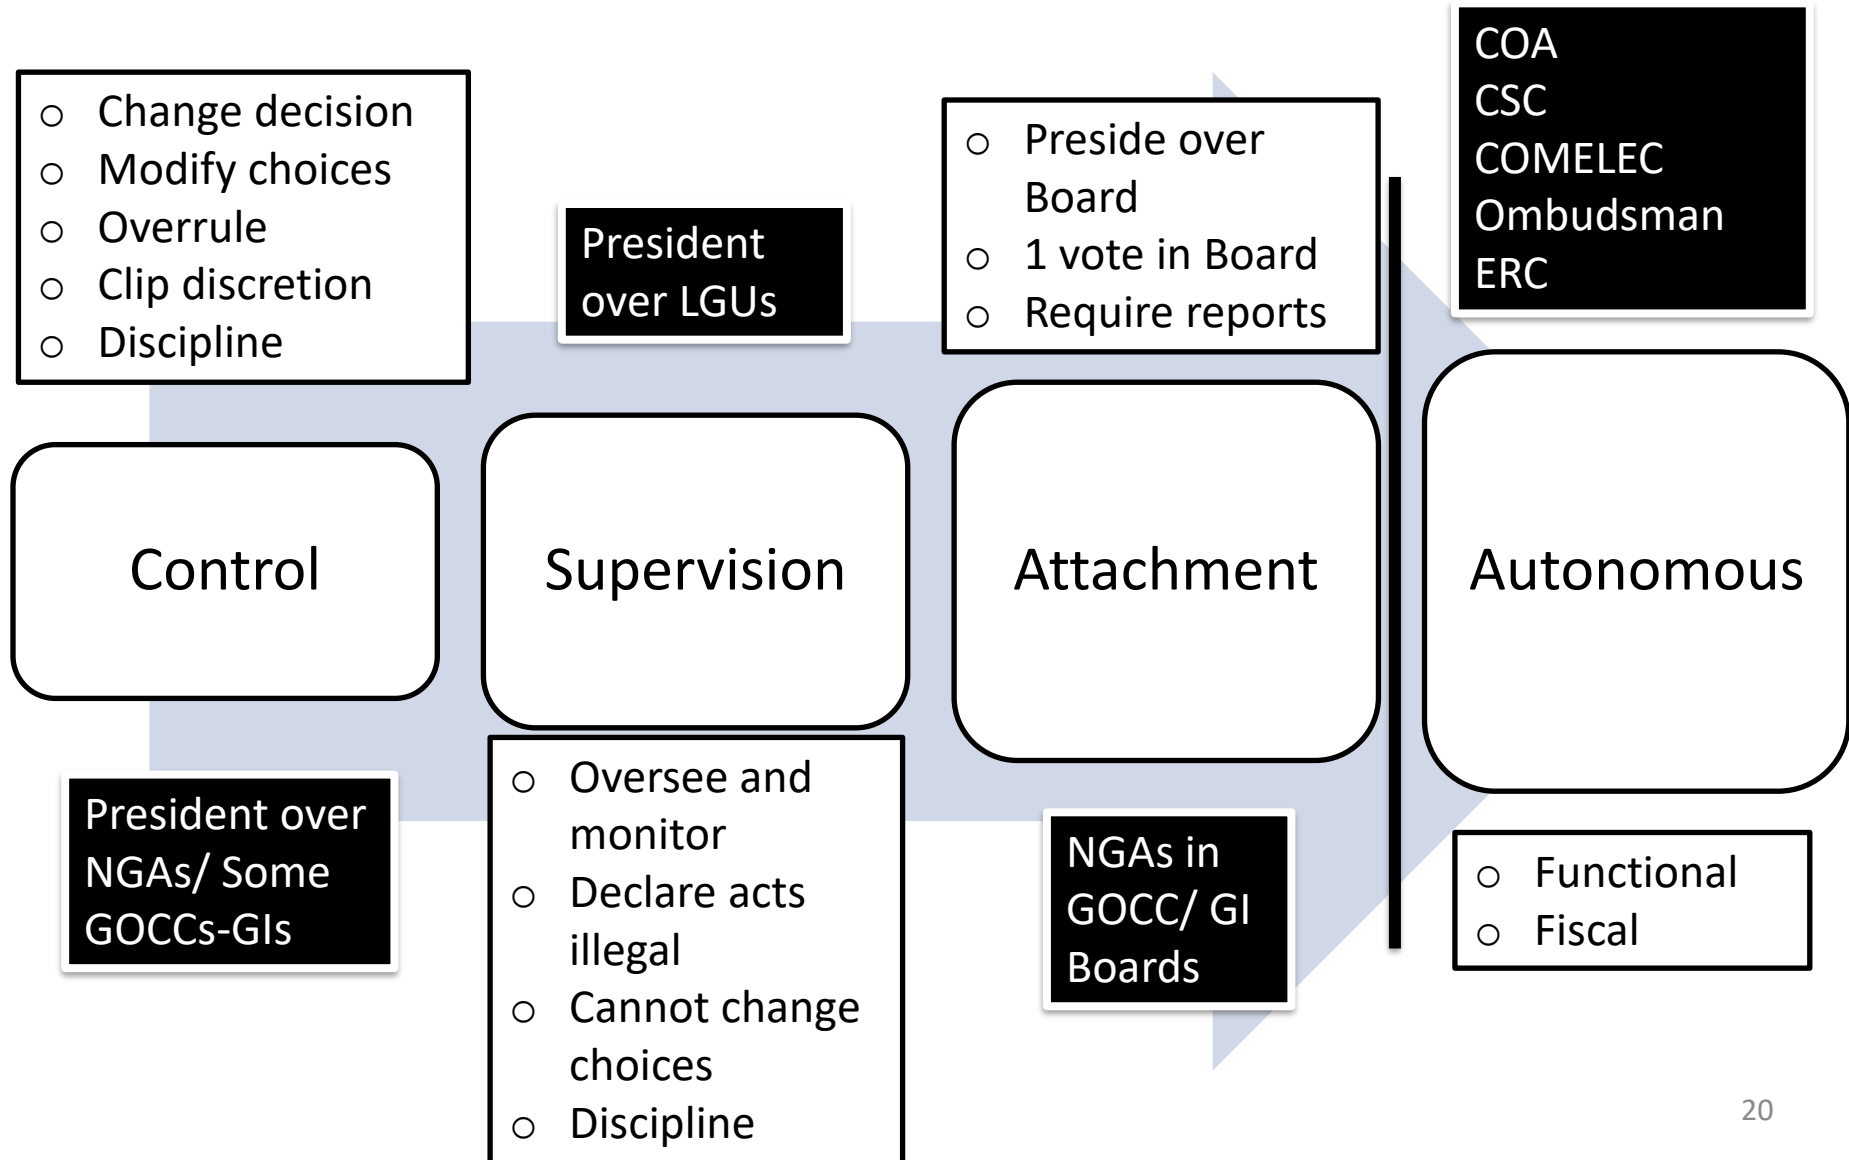 ○ Change decision
○ Modify choices
○ Overrule
○ Clip discretion
○ Discipline
President
over LGUs
○ Preside over
Board
○ 1 vote in Board
○ Require reports
COA
CSC
COMELEC
Ombudsman
ERC
Control
Supervision
Attachment
Autonomous
President over
NGAs/ Some
GOCCs-GIs
○ Oversee and
monitor
○ Declare acts
illegal
○ Cannot change
choices
○ Discipline
NGAs in
GOCC/ GI
Boards
○ Functional
○ Fiscal
20